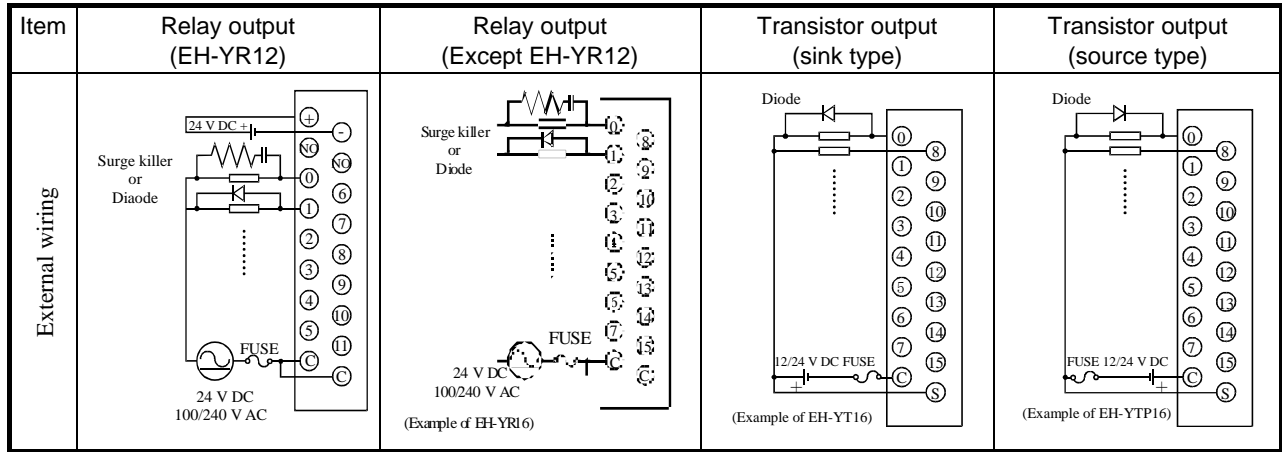 Item
Relay output
(EH-YR12)
Relay output
(Except EH-YR12)
Transistor output
(sink type)
Transistor output
(source type)
External wiring
24 V DC +
Surge killer
or
Diaode
+
-
NO
NO
0
6
1
7
2
8
3
9
4
10
5
11
C
C
FUSE
24 V DC
100/240 V AC
Surge killer
or
Diode
0
8
1
9
2
10
3
11
4
12
5
13
14
7
15
C
C
FUSE
24 V DC
100/240 V AC
(Example of EH-YR16)
Diode
0
8
1
9
2
10
3
11
4
12
5
13
6
14
7
15
C
S
12/24 V DC FUSE
+
(Example of EH-YT16)
Diode
0
8
1
9
2
10
3
11
4
12
5
13
6
14
7
15
C
S
FUSE 12/24 V DC
+
(Example of EH-YTP16)